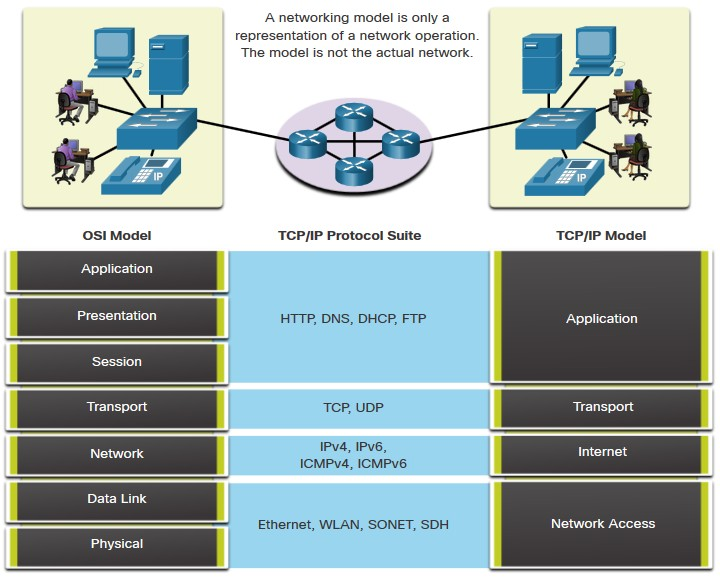 A networking model is only a
representation of a network operation.
The model is not the actual network.
IP
IP
OSI Model
TCP/IP Protocol Suite
TCP/IP Model
Application
Presentation
Session
HTTP, DNS, DHCP, FTP
Application
Transport
TCP, UDP
Transport
Network
IPv4, IPv6,
ICMPv4, ICMPv6
Internet
Data Link
Physical
Ethernet, WLAN, SONET, SDH
Network Access